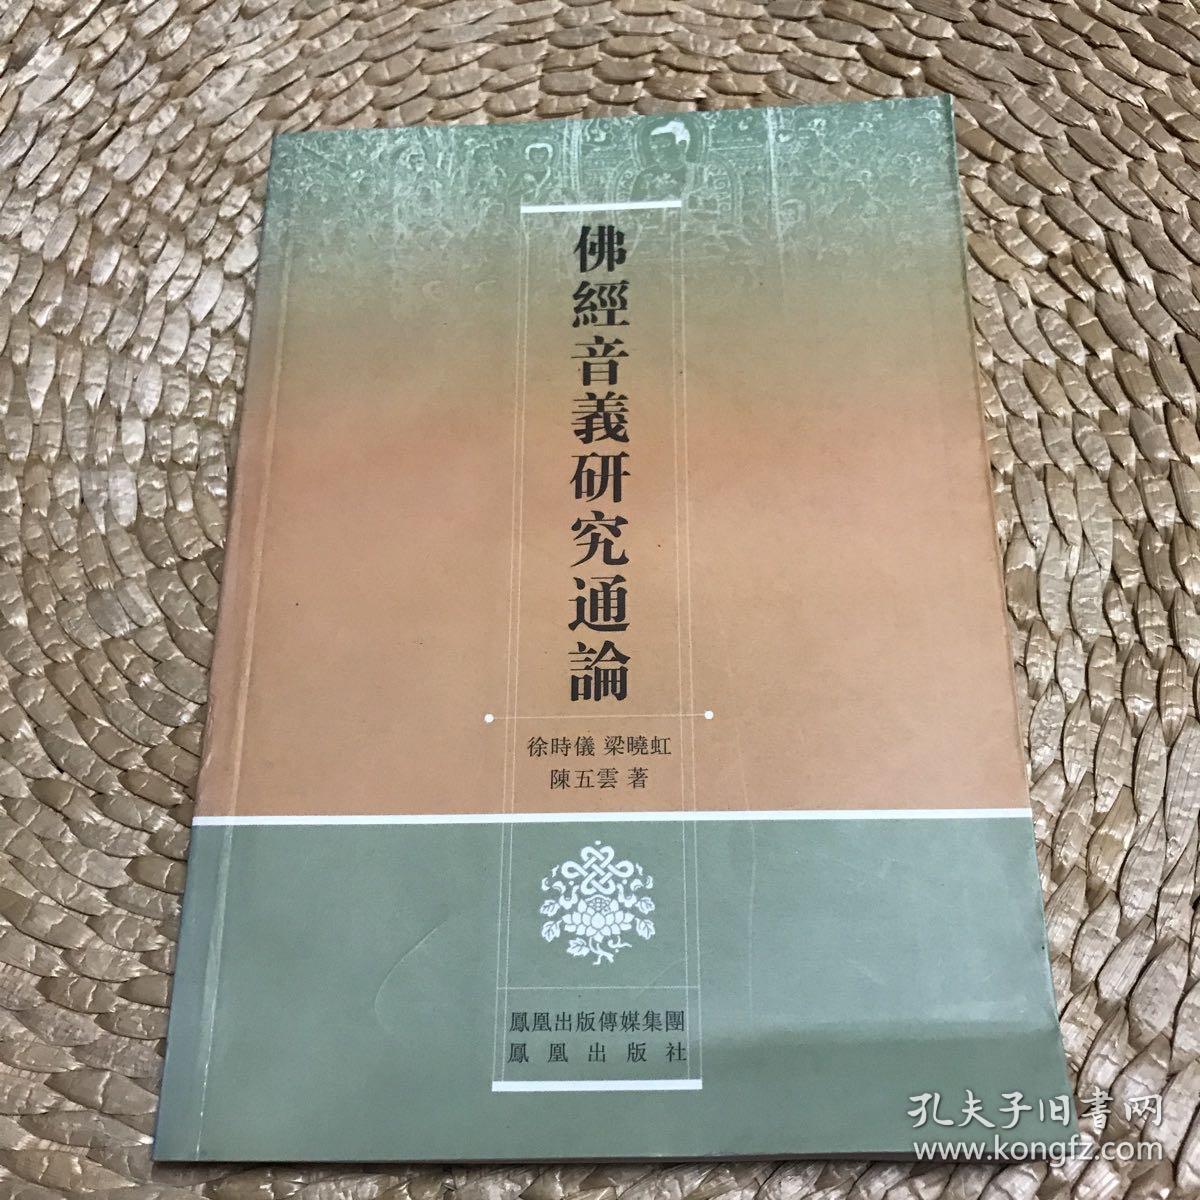 佛經音義研究通論
徐時儀 梁曉虹
陳五雲 著
鳳凰出版傳媒集團
鳳凰出版社
孔夫子旧書网
www.kongfz.com